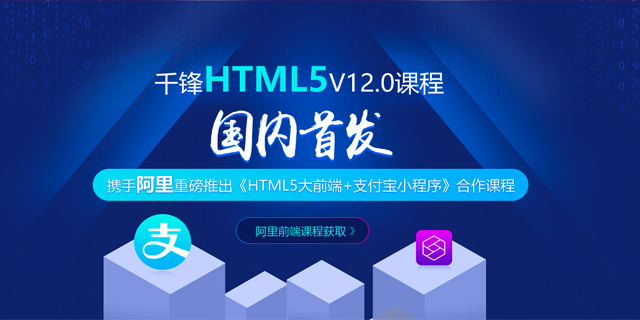 千锋HTML5V12.0课程
国内首发
携手阿里重磅推出《HTML5大前端+支付宝小程序》合作课程
支
阿里前端课程获取 》